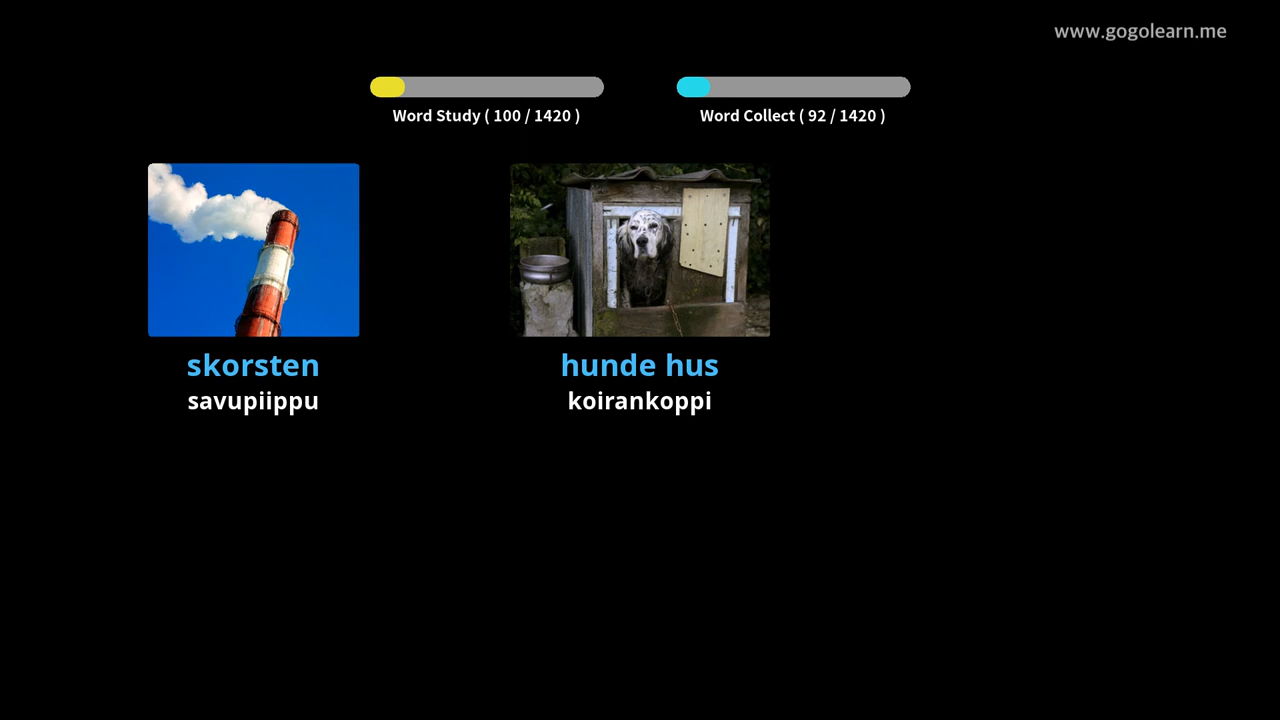 www.gogolearn.me
Word Study ( 100 / 1420 )
Word Collect ( 92 / 1420 )
skorsten
savupiippu
hunde hus
koirankoppi